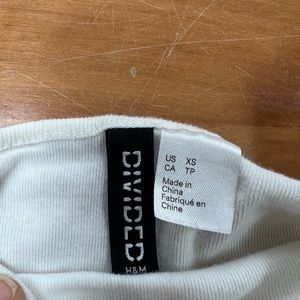 DIVIDED
H&M
US XS
CA TP
Made in
China
Fabriqué en
Chine